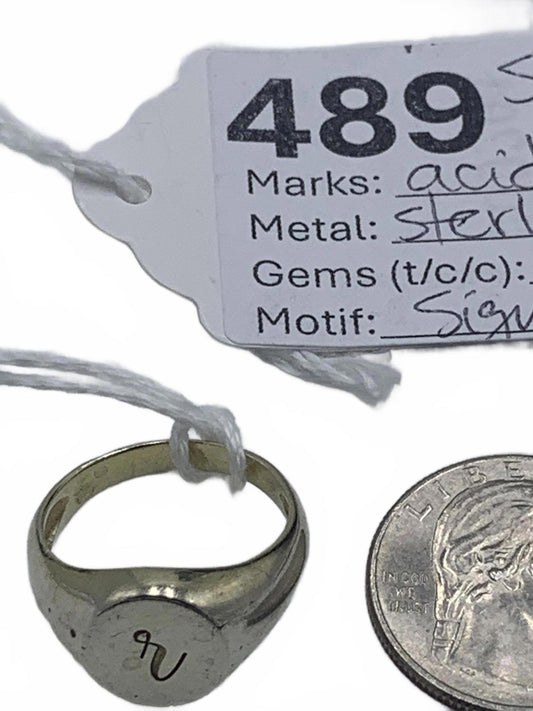 489 S
Marks: acid
Metal: sterl
Gems (t/c/c):
Motif: Sign
LIBE
IN GOD
WE
TRUST
r